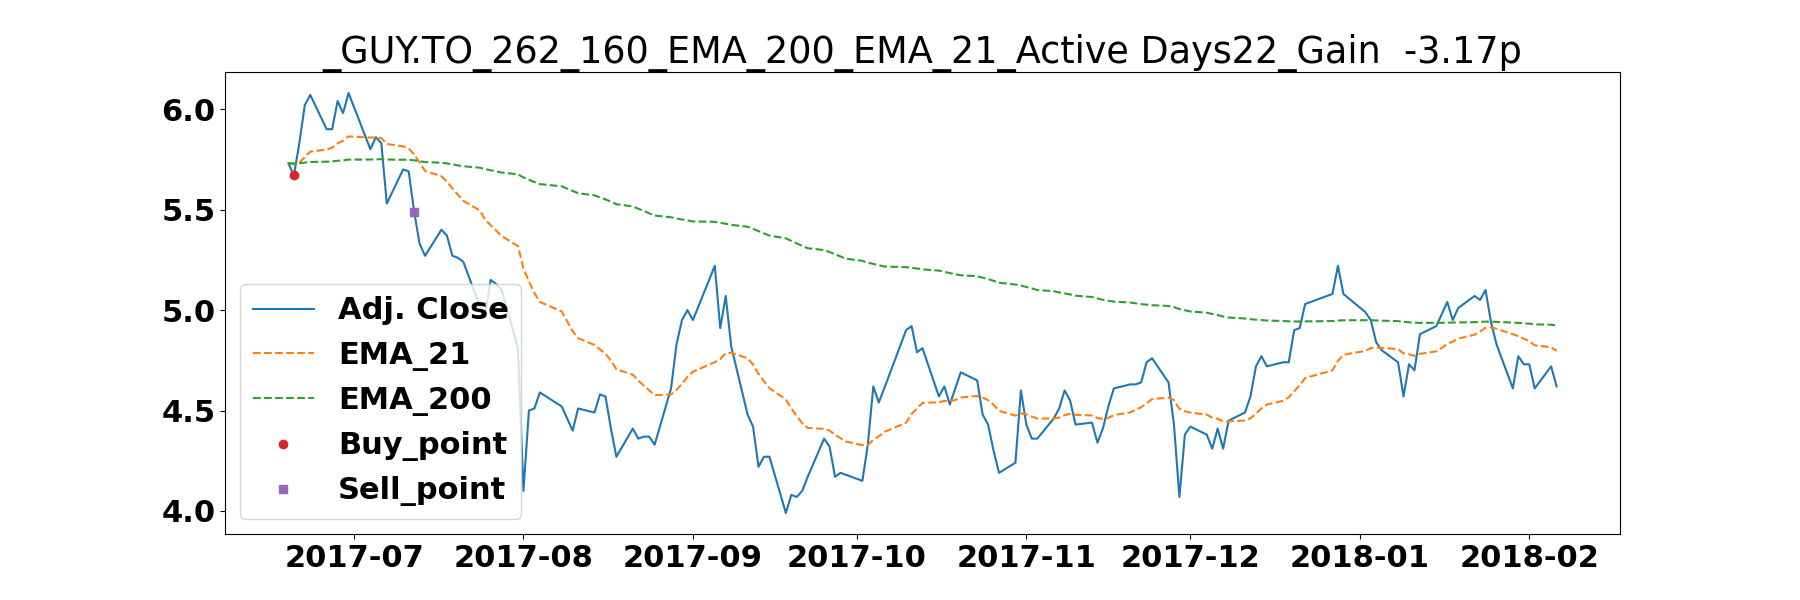 _GUY.TO_262_160_EMA_200_EMA_21_Active Days22_Gain  -3.17p
6.0
5.5
5.0
4.5
4.0
Adj. Close
EMA_21
EMA_200
Buy_point
Sell_point
2017-07 2017-08 2017-09 2017-10 2017-11 2017-12 2018-01 2018-02